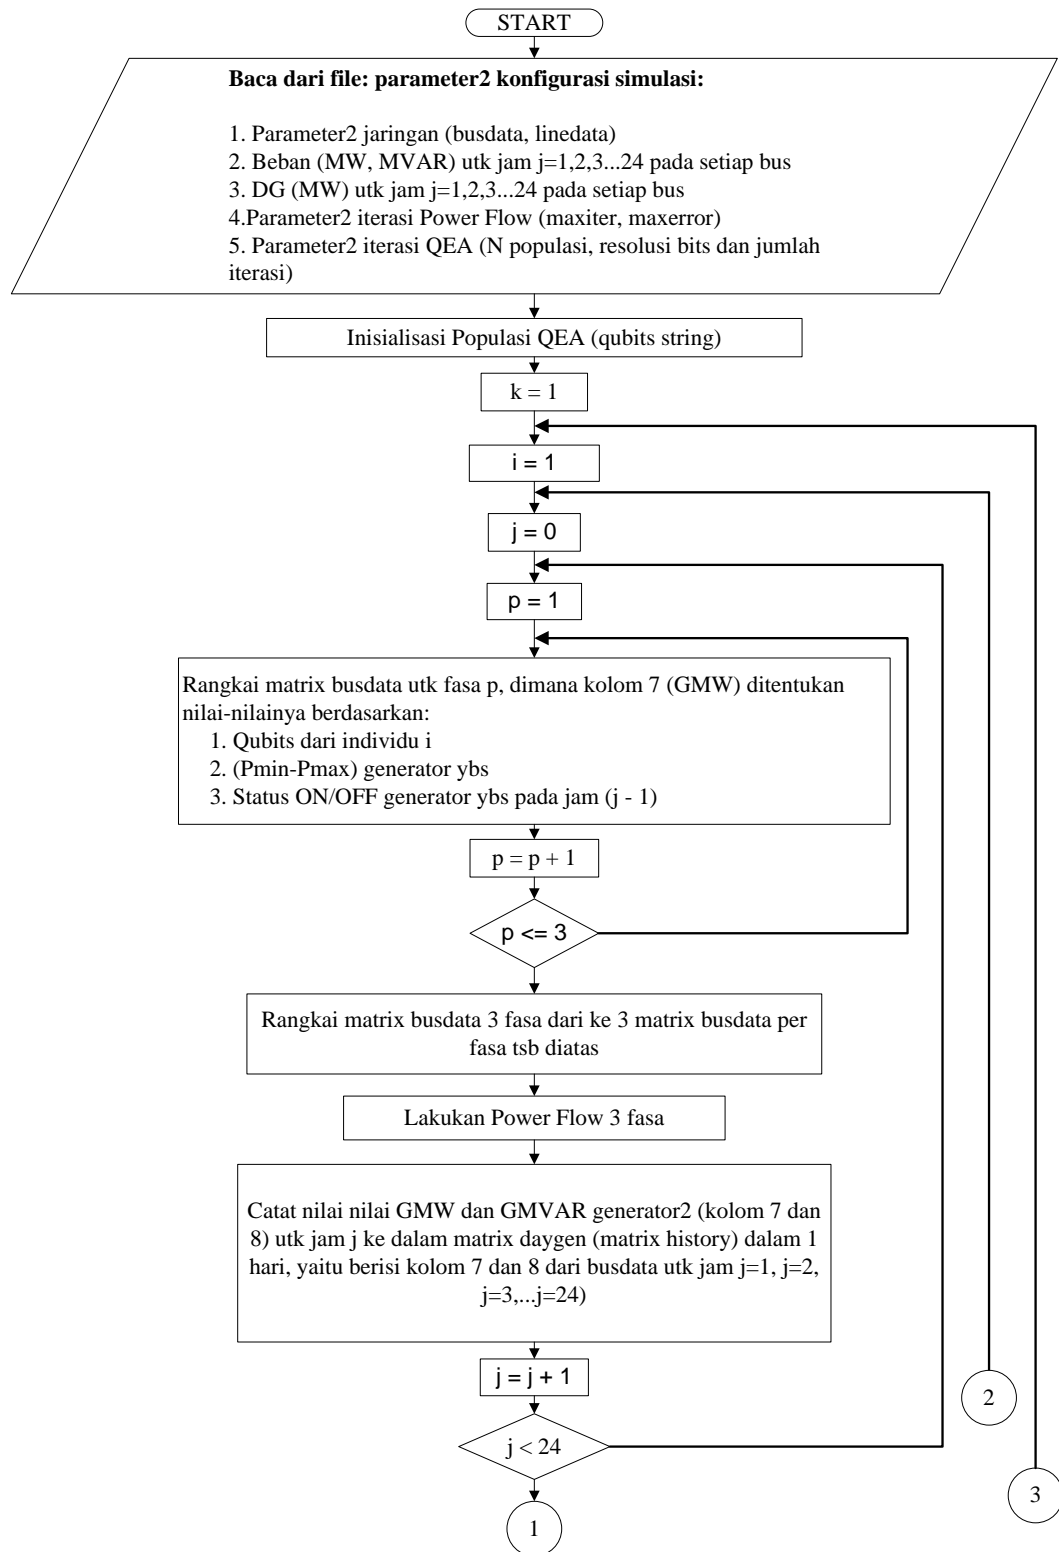 START
Baca dari file: parameter2 konfigurasi simulasi:
1. Parameter2 jaringan (busdata, linedata)
2. Beban (MW, MVAR) utk jam j=1,2,3...24 pada setiap bus
3. DG (MW) utk jam j=1,2,3...24 pada setiap bus
4.Parameter2 iterasi Power Flow (maxiter, maxerror)
5. Parameter2 iterasi QEA (N populasi, resolusi bits dan jumlah
iterasi)
Inisialisasi Populasi QEA (qubits string)
k = 1
i = 1
j = 0
p = 1
Rangkai matrix busdata utk fasa p, dimana kolom 7 (GMW) ditentukan
nilai-nilainya berdasarkan:
1. Qubits dari individu i
2. (Pmin-Pmax) generator ybs
3. Status ON/OFF generator ybs pada jam (j - 1)
p = p + 1
p <= 3
Rangkai matrix busdata 3 fasa dari ke 3 matrix busdata per
fasa tsb diatas
Lakukan Power Flow 3 fasa
Catat nilai nilai GMW dan GMVAR generator2 (kolom 7 dan
8) utk jam j ke dalam matrix daygen (matrix history) dalam 1
hari, yaitu berisi kolom 7 dan 8 dari busdata utk jam j=1, j=2,
j=3,...j=24)
j = j + 1
2
j < 24
3
1